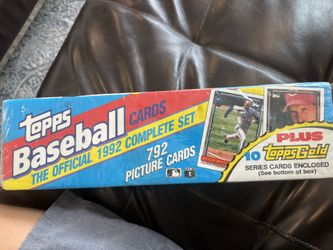 Topps
Baseball CARDS
THE OFFICIAL 1992 COMPLETE SET
792
PICTURE CARDS
PLUS
10 Topps Gold
SERIES CARDS ENCLOSED
(See bottom of box)